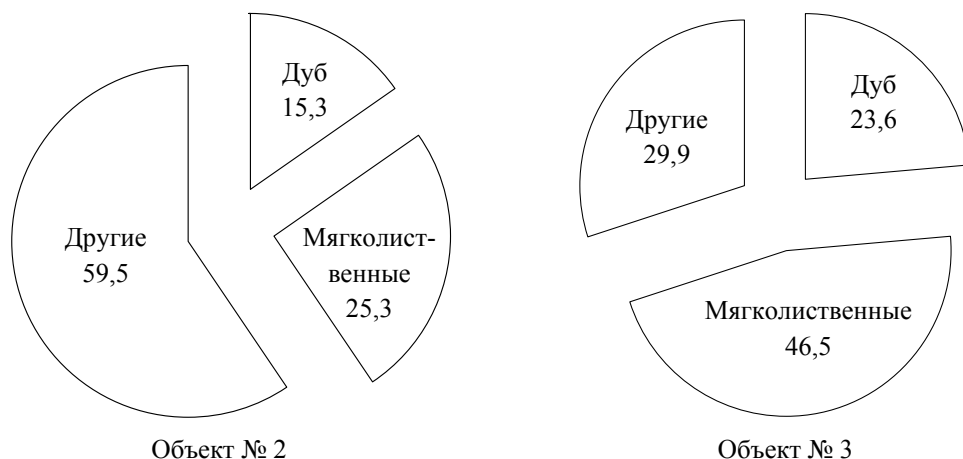 Дуб
15,3
Другие
59,5
Мягколист-
венные
25,3
Объект № 2
Дуб
23,6
Другие
29,9
Мягколиственные
46,5
Объект № 3